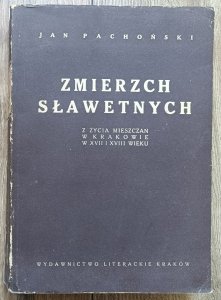 JAN PACHOŃSKI
ZMIERZCH
SŁAWETNYCH
Z ŻYCIA MIESZCZAN
W KRAKOWIE
W XVII I XVIII WIEKU
WYDAWNICTWO LITERACKIE KRAKÓW